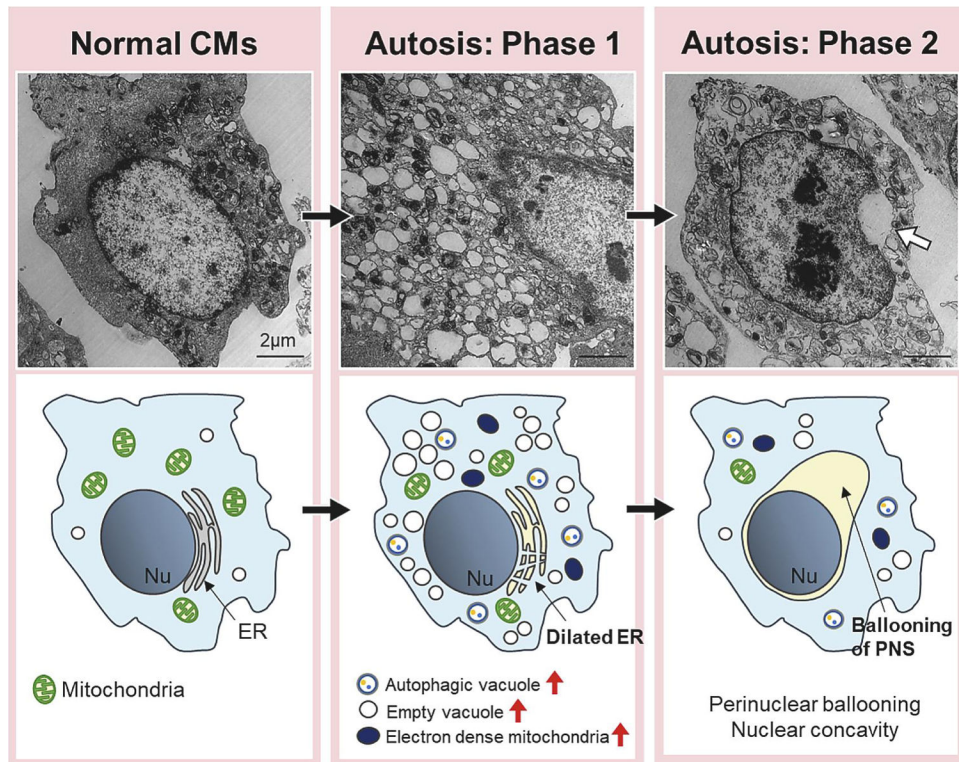 Normal CMs
2μm
Nu
ER
Mitochondria
Autosis: Phase 1
Nu
Dilated ER
Autophagic vacuole
Empty vacuole
Electron dense mitochondria
Autosis: Phase 2
Nu
Ballooning
of PNS
Perinuclear ballooning
Nuclear concavity